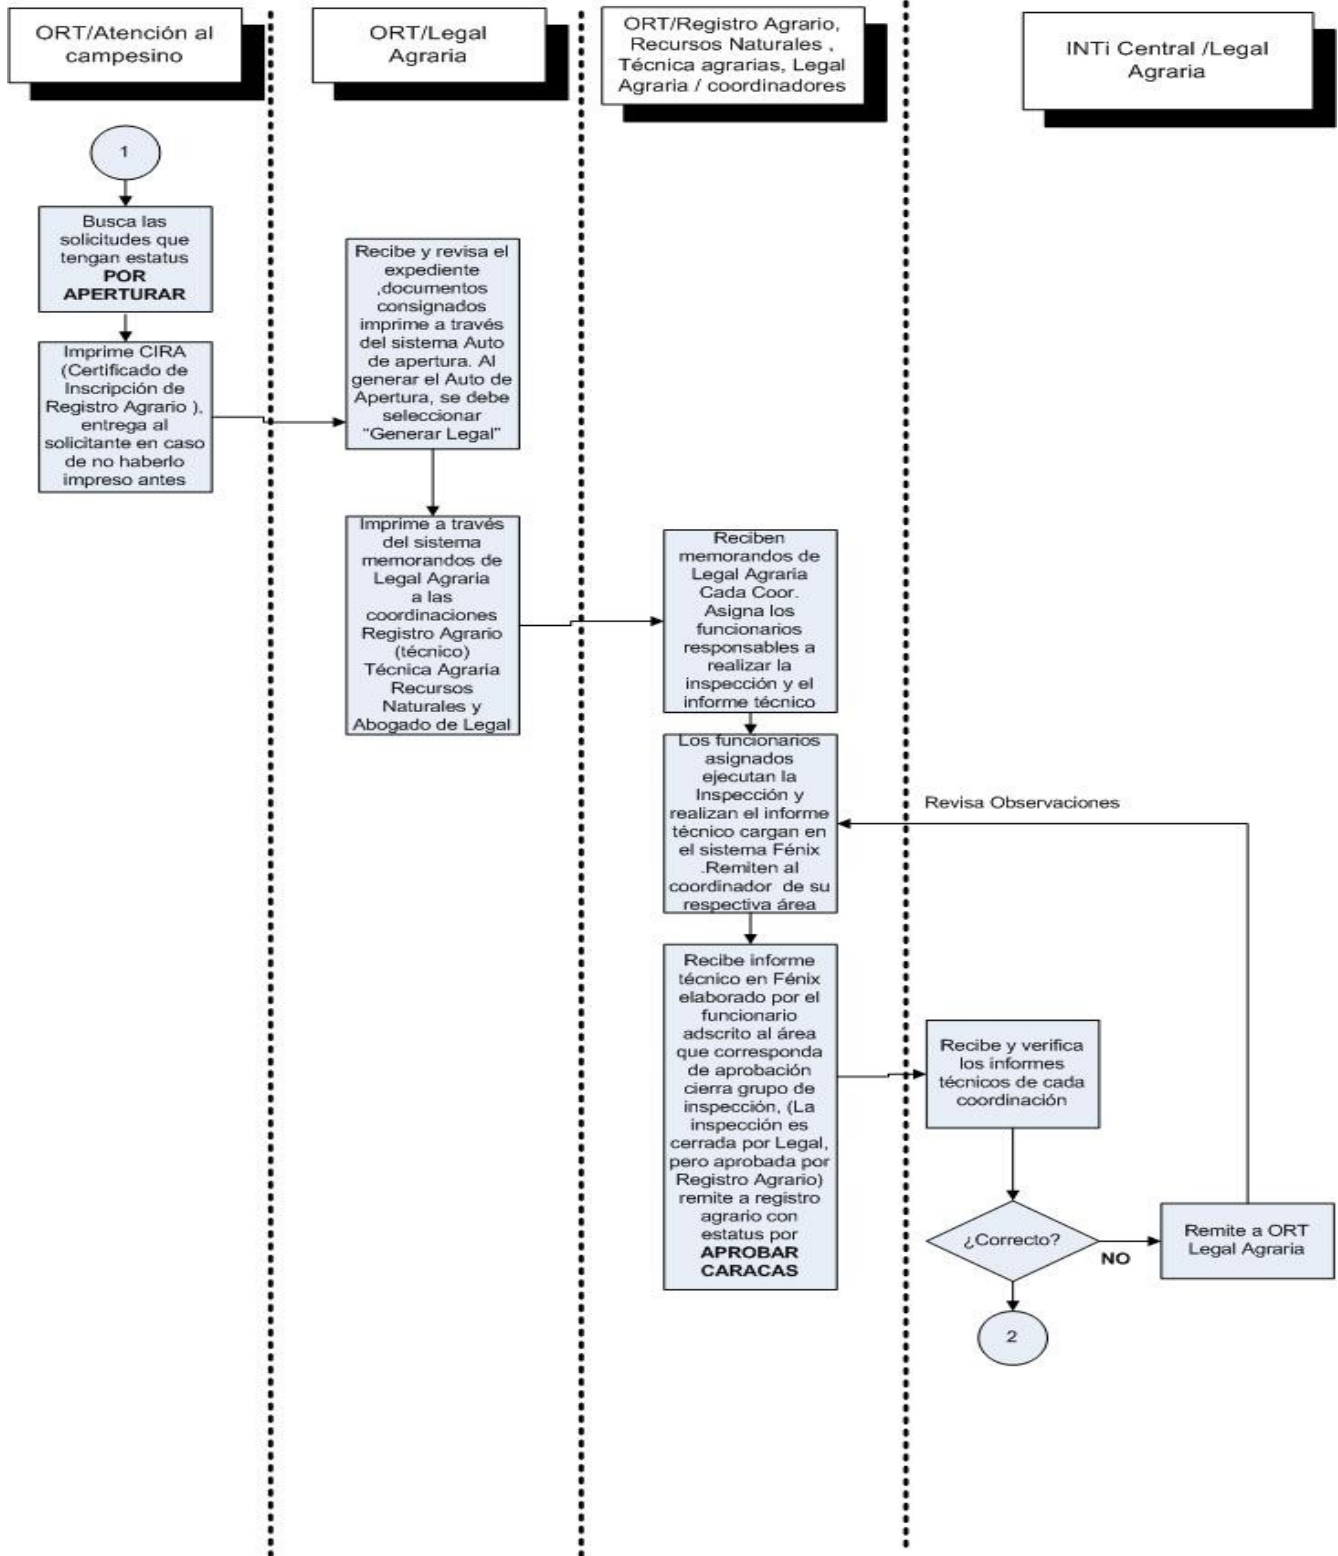 ORT/Atención al
campesino
ORT/Legal
Agraria
ORT/Registro Agrario,
Recursos Naturales ,
Técnica agrarias, Legal
Agraria / coordinadores
INTi Central /Legal
Agraria
1
Busca las
solicitudes que
tengan estatus
POR
APERTURAR
Imprime CIRA
(Certificado de
Inscripción de
Registro Agrario ),
entrega al
solicitante en caso
de no haberlo
impreso antes
Recibe y revisa el
expediente
,documentos
consignados
imprime a través
del sistema Auto
de apertura. Al
generar el Auto de
Apertura, se debe
seleccionar
“Generar Legal”
Imprime a través
del sistema
memorandos de
Legal Agraria
a las
coordinaciones
Registro Agrario
(técnico)
Técnica Agraria
Recursos
Naturales y
Abogado de Legal
Reciben
memorandos de
Legal Agraria
Cada Coor.
Asigna los
funcionarios
responsables a
realizar la
inspección y el
informe técnico
Los funcionarios
asignados
ejecutan la
Inspección y
realizan el informe
técnico cargan en
el sistema Fénix
.Remiten al
coordinador de su
respectiva área
Revisa Observaciones
Recibe informe
técnico en Fénix
elaborado por el
funcionario
adscrito al área
que corresponda
de aprobación
cierra grupo de
inspección, (La
inspección es
cerrada por Legal,
pero aprobada por
Registro Agrario)
remite a registro
agrario con
estatus por
APROBAR
CARACAS
Recibe y verifica
los informes
técnicos de cada
coordinación
¿Correcto?
NO
Remite a ORT
Legal Agraria
2